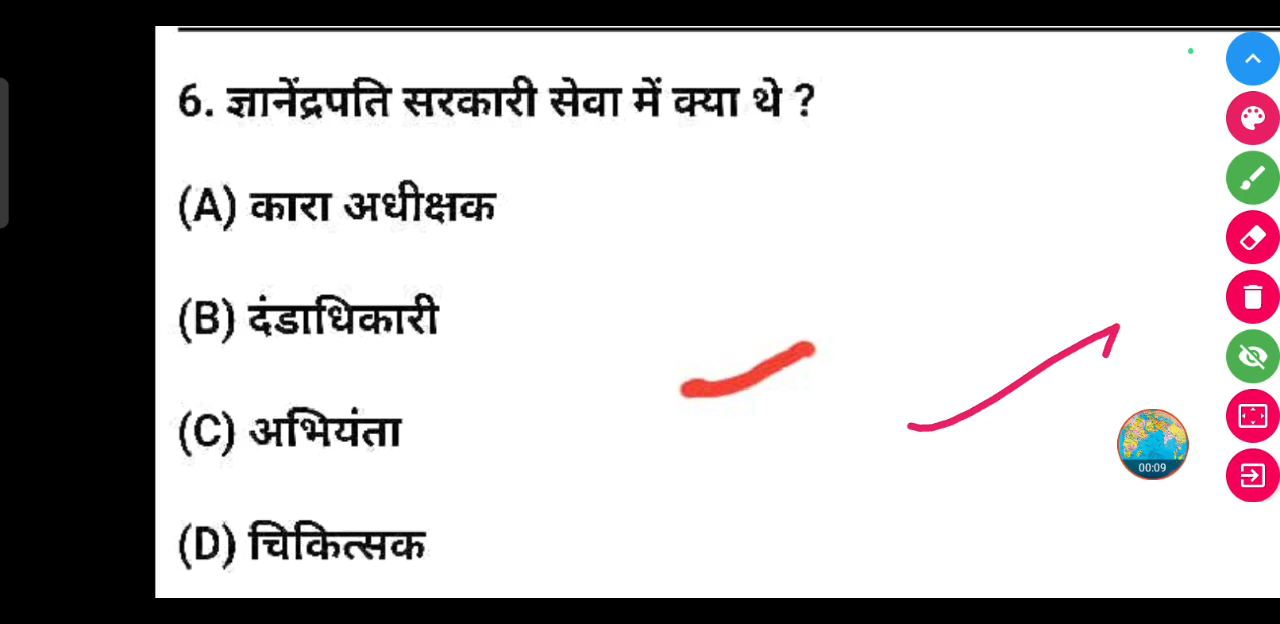 6. ज्ञानेंद्रपति सरकारी सेवा में क्या थे ?
(A) कारा अधीक्षक
(B) दंडाधिकारी
(C) अभियंता
(D) चिकित्सक
00:09